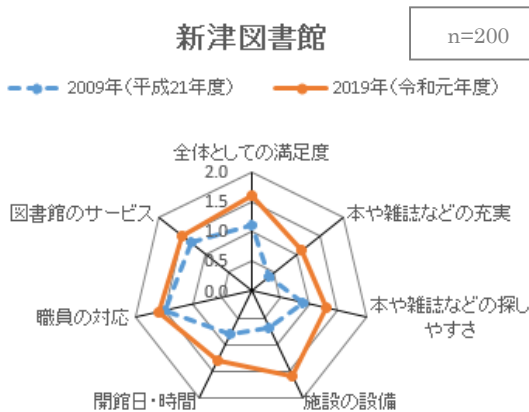 新津図書館
n=200
2009年(平成21年度)
2019年(令和元年度)
全体としての満足度
2.0
1.5
1.0
0.5
0.0
本や雑誌などの充実
本や雑誌などの探し
やすさ
施設の設備
開館日・時間
職員の対応
図書館のサービス